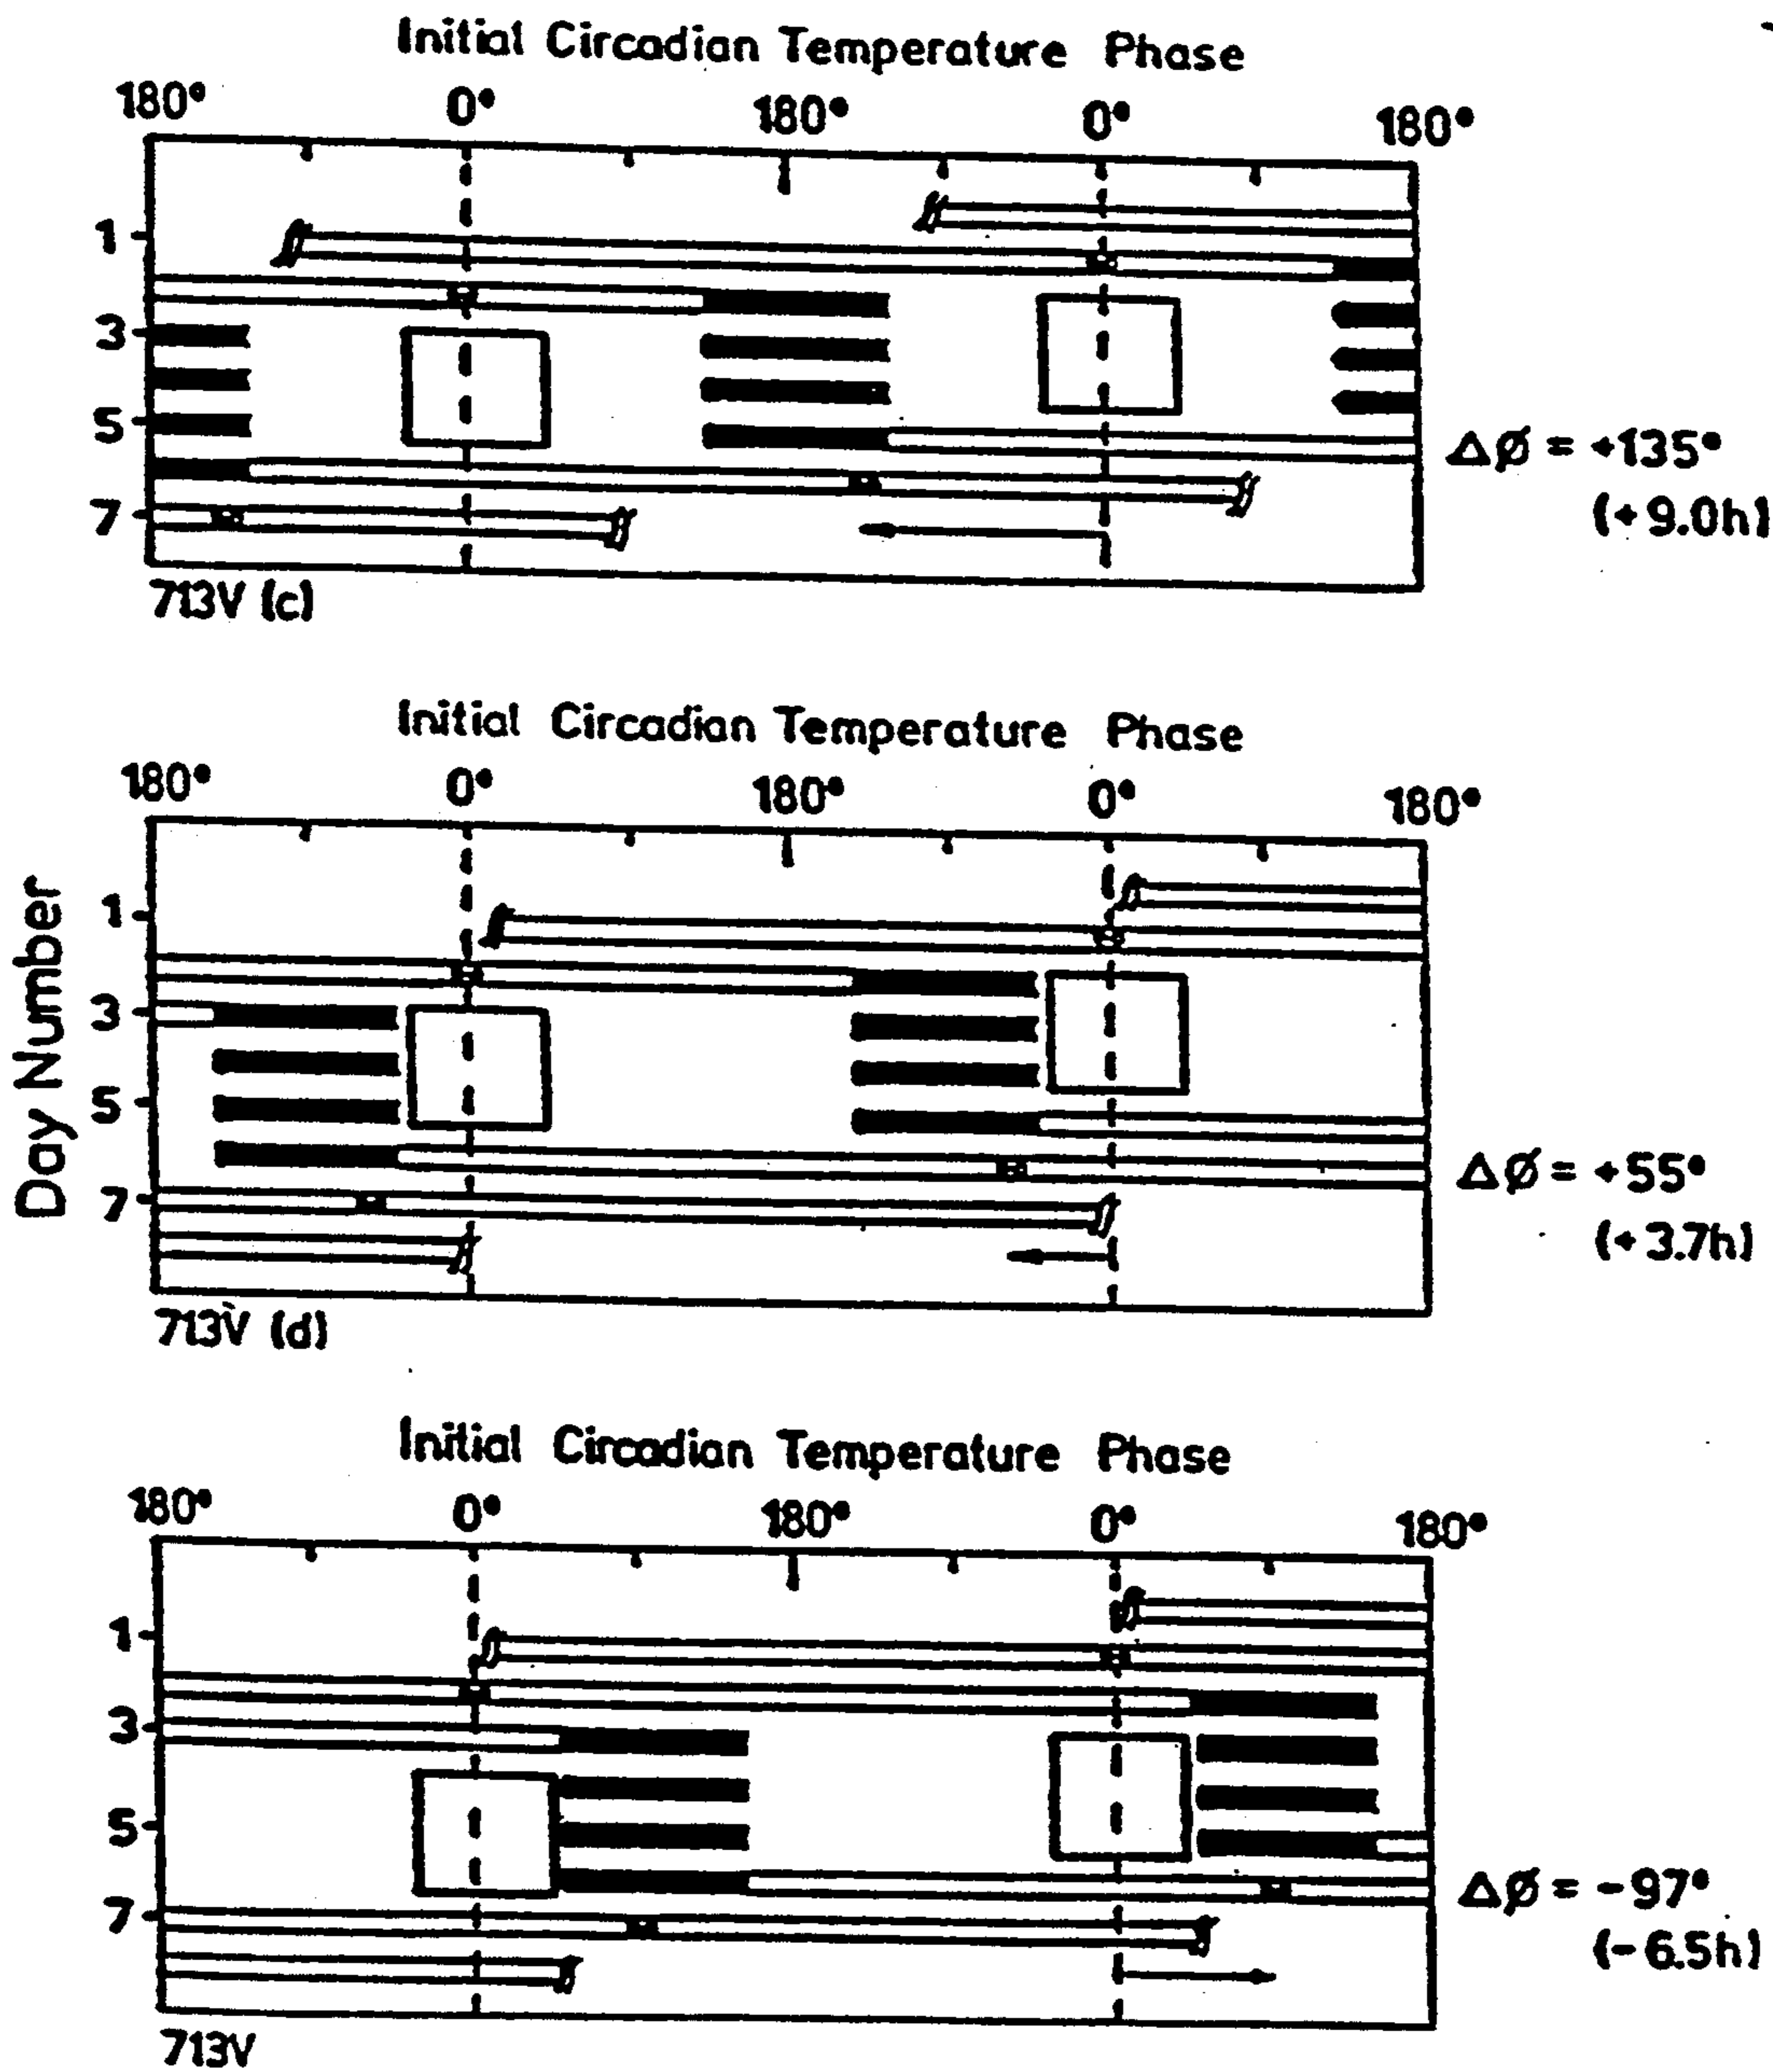 Initial Circadian Temperature Phase
180° 0° 180° 0° 180°
1
3
5
7
Δø = +135°
(+9.0h)
713V (c)
Initial Circadian Temperature Phase
180° 0° 180° 0° 180°
Day Number
1
3
5
7
Δø = +55°
(+3.7h)
713V (d)
Initial Circadian Temperature Phase
180° 0° 180° 0° 180°
1
3
5
7
Δø = -97°
(-6.5h)
713V